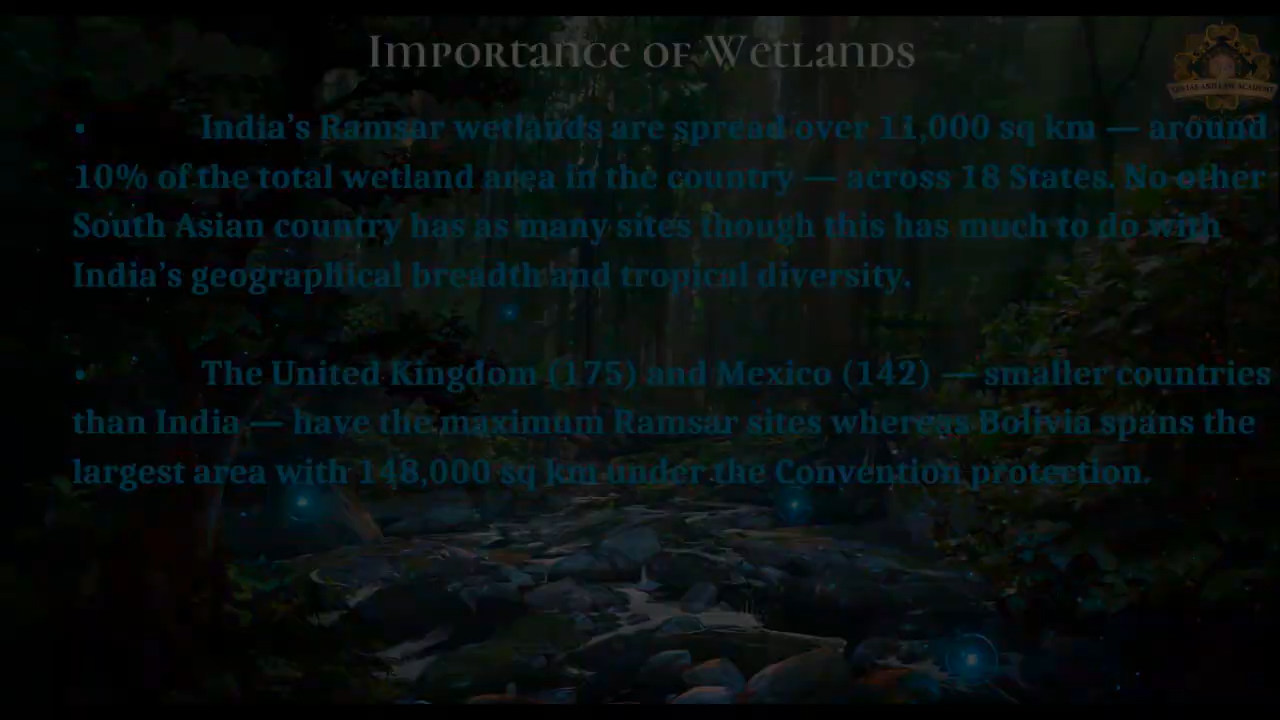 Importance of Wetlands
• India's Ramsar wetlands are spread over 11,000 sq km — around
10% of the total wetland area in the country — across 18 States. No other
South Asian country has as many sites though this has much to do with
India's geographical breadth and tropical diversity.
• The United Kingdom (175) and Mexico (142) — smaller countries
than India — have the maximum Ramsar sites whereas Bolivia spans the
largest area with 148,000 sq km under the Convention protection.